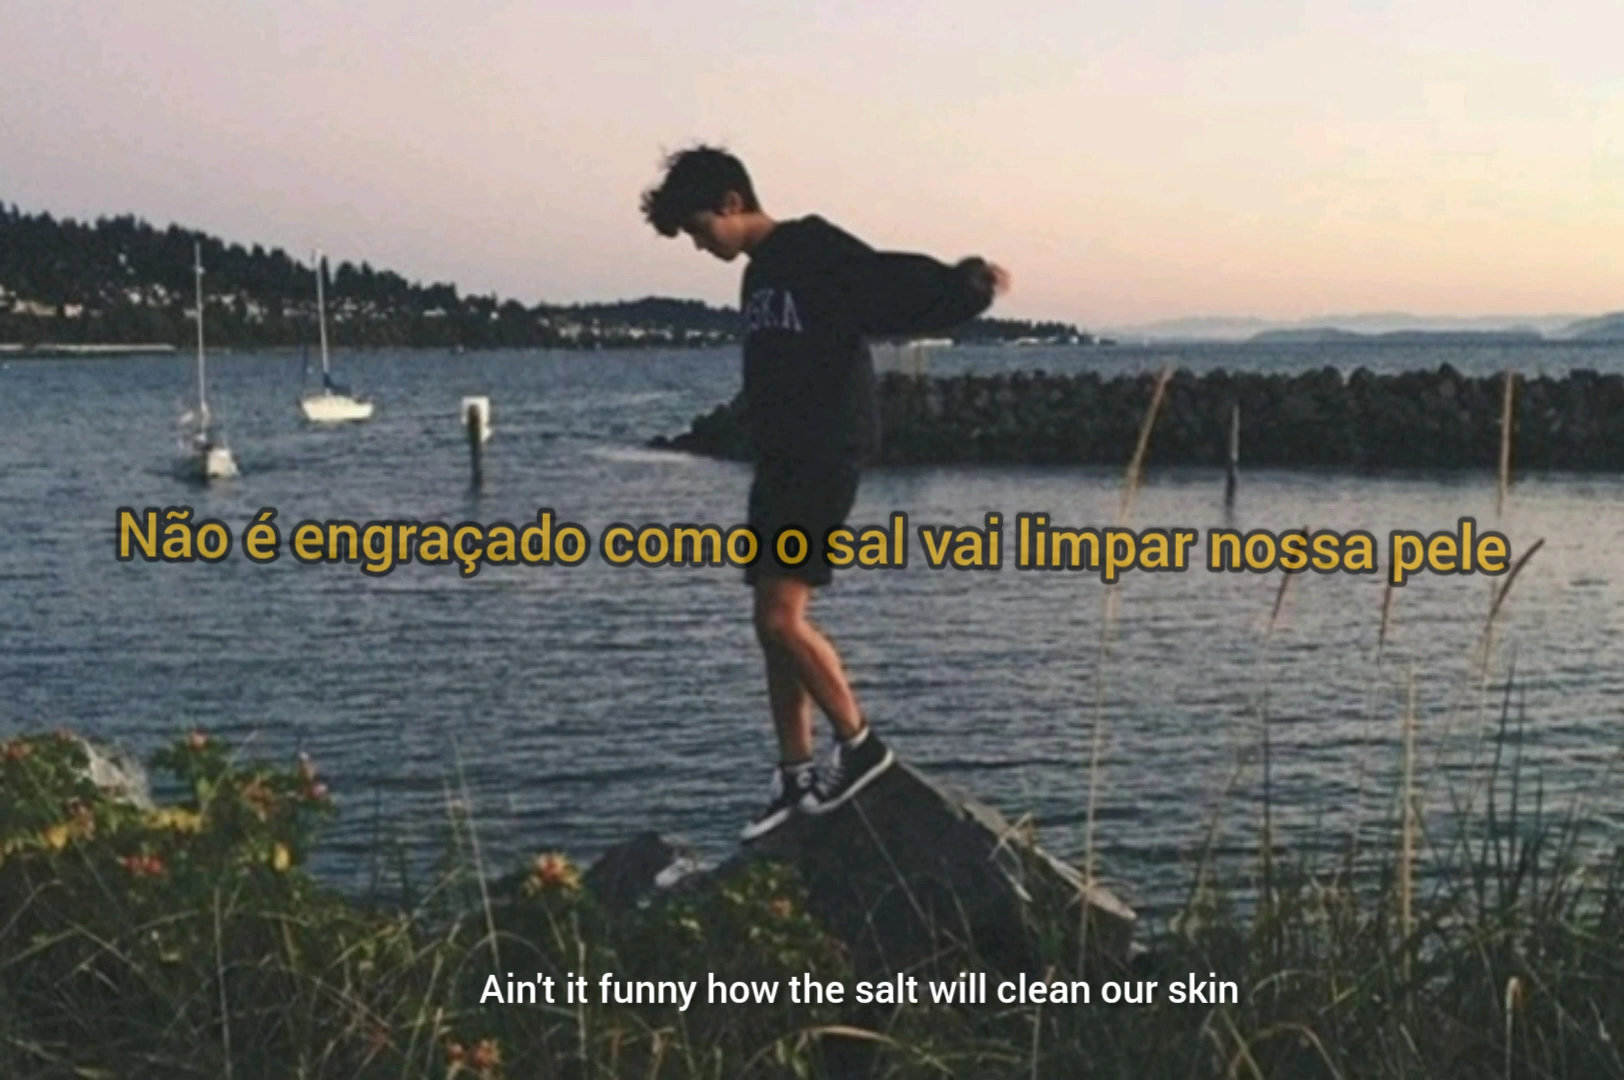 Não é engraçado como o sal vai limpar nossa pele
Ain't it funny how the salt will clean our skin